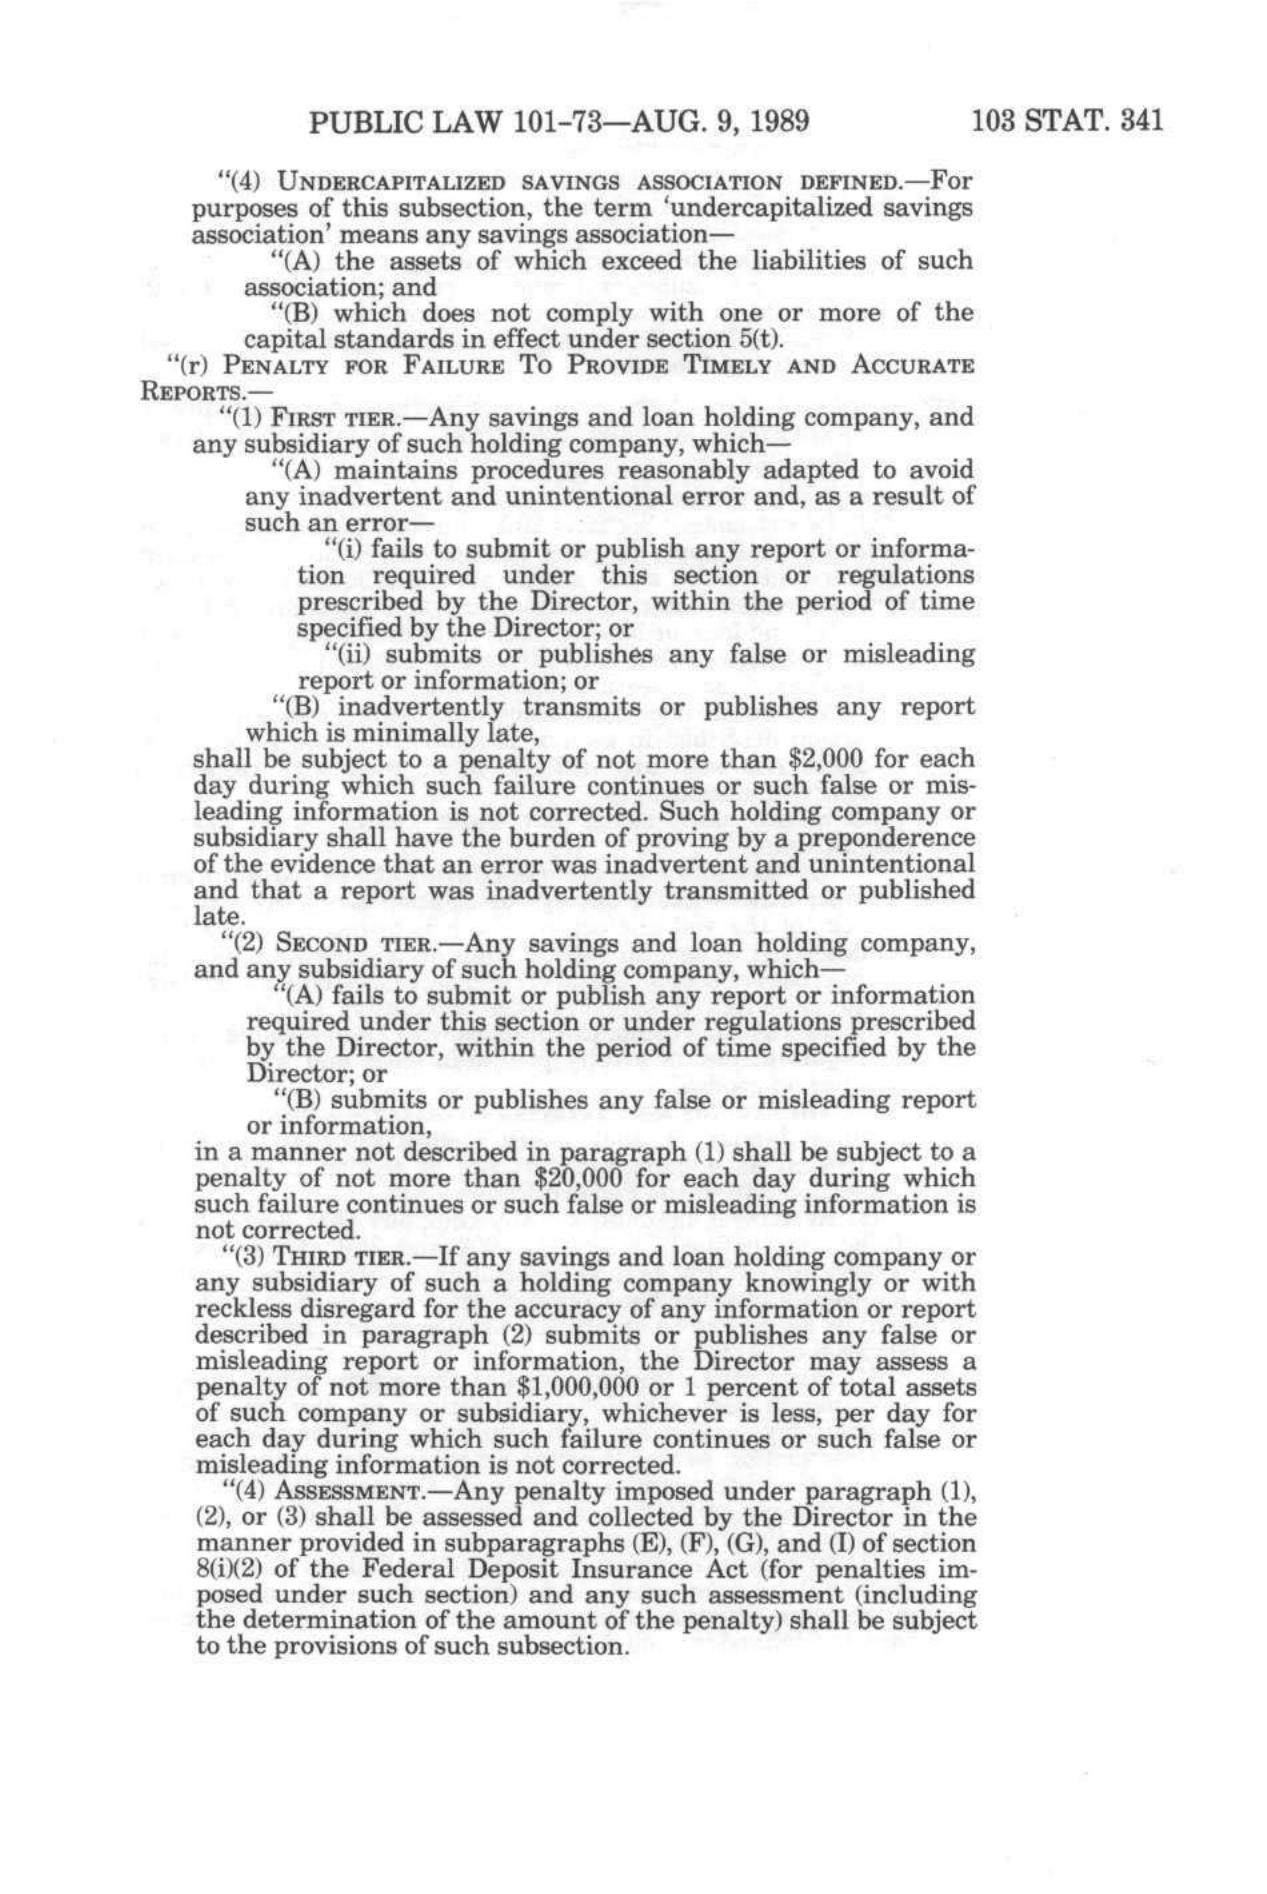 PUBLIC LAW 101-73—AUG. 9, 1989 103 STAT. 341
"(4) UNDERCAPITALIZED SAVINGS ASSOCIATION DEFINED.—For
purposes of this subsection, the term 'undercapitalized savings
association' means any savings association—
"(A) the assets of which exceed the liabilities of such
association; and
"(B) which does not comply with one or more of the
capital standards in effect under section 5(t).
"(r) PENALTY FOR FAILURE TO PROVIDE TIMELY AND ACCURATE
REPORTS.—
"(1) FIRST TIER.—Any savings and loan holding company, and
any subsidiary of such holding company, which—
"(A) maintains procedures reasonably adapted to avoid
any inadvertent and unintentional error and, as a result of
such an error—
"(i) fails to submit or publish any report or informa-
tion required under this section or regulations
prescribed by the Director, within the period of time
specified by the Director; or
"(ii) submits or publishes any false or misleading
report or information; or
"(B) inadvertently transmits or publishes any report
which is minimally late,
shall be subject to a penalty of not more than $2,000 for each
day during which such failure continues or such false or mis-
leading information is not corrected. Such holding company or
subsidiary shall have the burden of proving by a preponderence
of the evidence that an error was inadvertent and unintentional
and that a report was inadvertently transmitted or published
late.
"(2) SECOND TIER.—Any savings and loan holding company,
and any subsidiary of such holding company, which—
"(A) fails to submit or publish any report or information
required under this section or under regulations prescribed
by the Director, within the period of time specified by the
Director; or
"(B) submits or publishes any false or misleading report
or information,
in a manner not described in paragraph (1) shall be subject to a
penalty of not more than $20,000 for each day during which
such failure continues or such false or misleading information is
not corrected.
"(3) THIRD TIER.—If any savings and loan holding company or
any subsidiary of such a holding company knowingly or with
reckless disregard for the accuracy of any information or report
described in paragraph (2) submits or publishes any false or
misleading report or information, the Director may assess a
penalty of not more than $1,000,000 or 1 percent of total assets
of such company or subsidiary, whichever is less, per day for
each day during which such failure continues or such false or
misleading information is not corrected.
"(4) ASSESSMENT.—Any penalty imposed under paragraph (1),
(2), or (3) shall be assessed and collected by the Director in the
manner provided in subparagraphs (E), (F), (G), and (I) of section
8(i)(2) of the Federal Deposit Insurance Act (for penalties im-
posed under such section) and any such assessment (including
the determination of the amount of the penalty) shall be subject
to the provisions of such subsection.